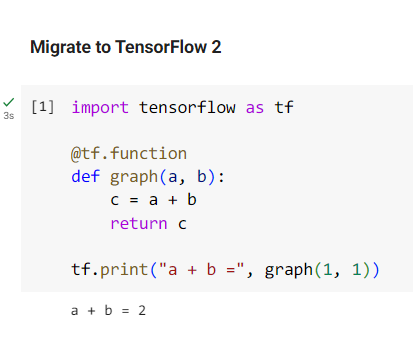 Migrate to TensorFlow 2
3s
[1] import tensorflow as tf
@tf.function
def graph(a, b):
    c = a + b
    return c
tf.print("a + b =", graph(1, 1))
a + b = 2